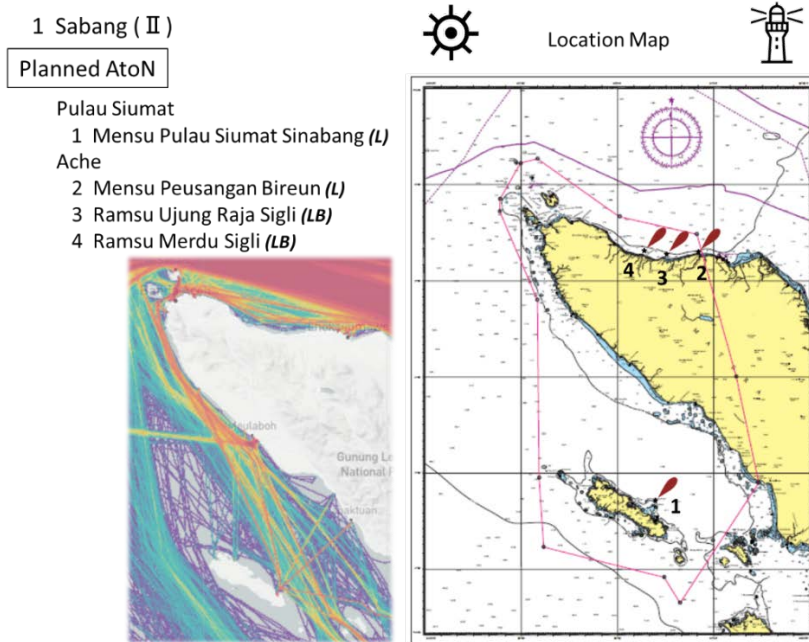 1 Sabang ( Ⅱ )
Planned AtoN
Pulau Siumat
1 Mensu Pulau Siumat Sinabang (L)
Ache
2 Mensu Peusangan Bireun (L)
3 Ramsu Ujung Raja Sigli (LB)
4 Ramsu Merdu Sigli (LB)
Location Map
4
3
2
1
Meulaboh
Gunung Le
National P
paktuan